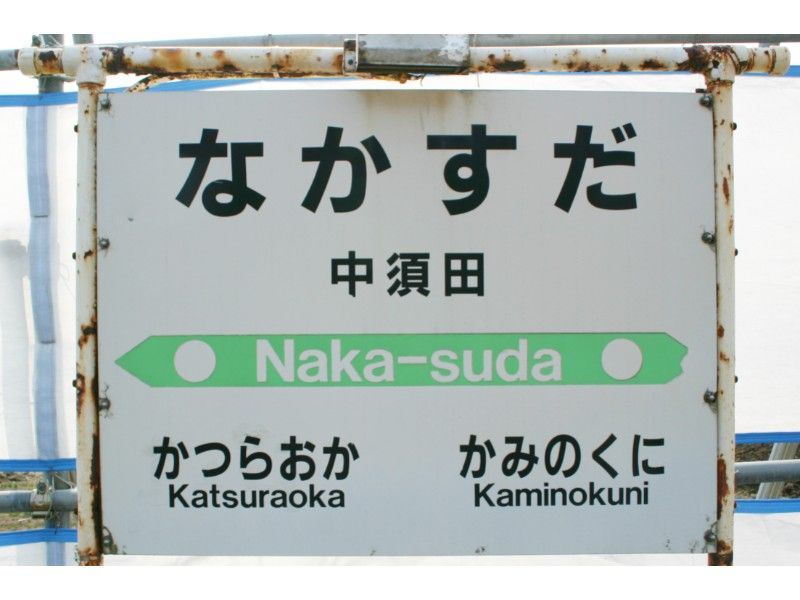 なかすだ
中須田
Naka-suda
かつらおか かみのくに
Katsuraoka Kaminokuni